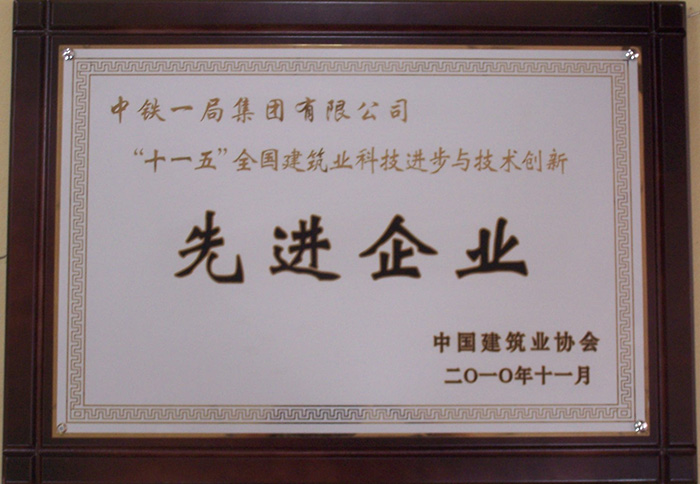 中铁一局集团有限公司
“十一五”全国建筑业科技进步与技术创新
先进企业
中国建筑业协会
二〇一〇年十一月